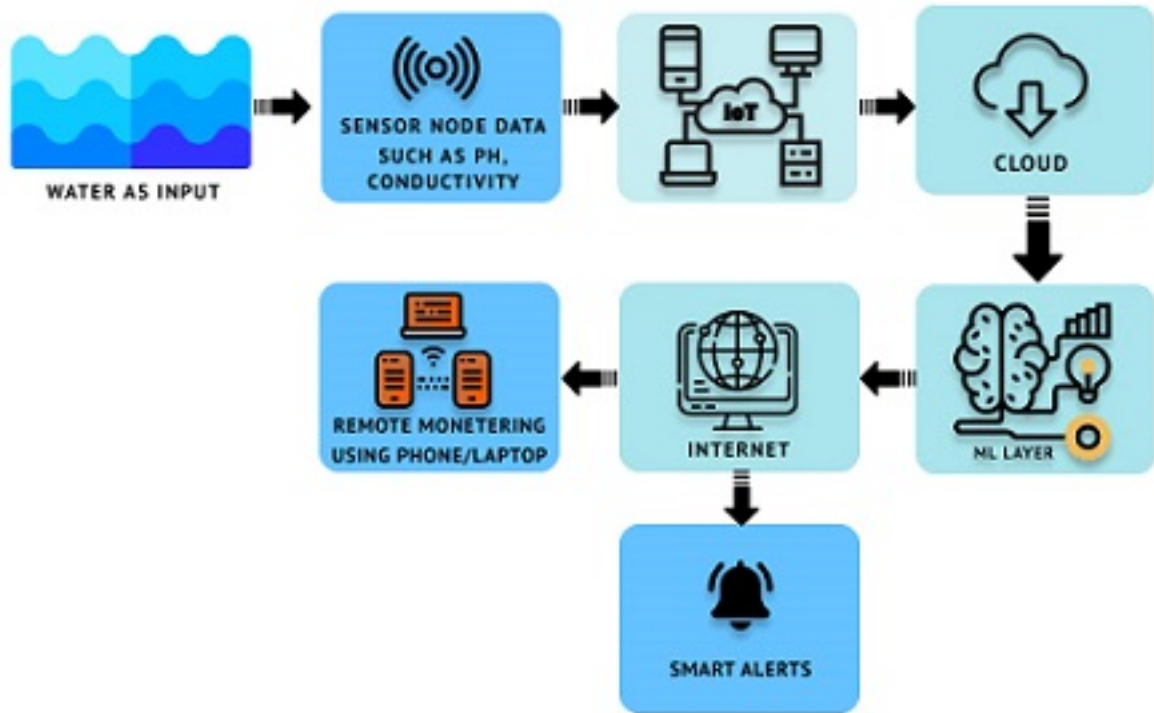 SENSOR NODE DATA
SUCH AS PH,
CONDUCTIVITY
WATER AS INPUT
IoT
CLOUD
REMOTE MONETERING
USING PHONE/LAPTOP
INTERNET
ML LAYER
SMART ALERTS